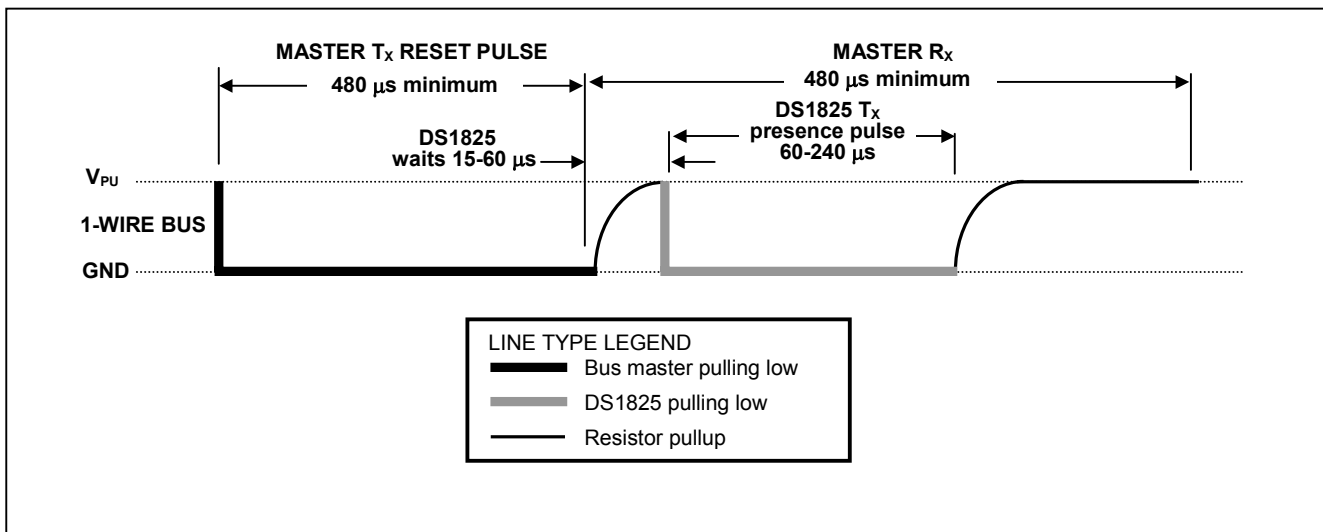 MASTER TX RESET PULSE
480 μs minimum
MASTER RX
480 μs minimum
DS1825
waits 15-60 μs
DS1825 TX
presence pulse
60-240 μs
VPU
1-WIRE BUS
GND
LINE TYPE LEGEND
Bus master pulling low
DS1825 pulling low
Resistor pullup